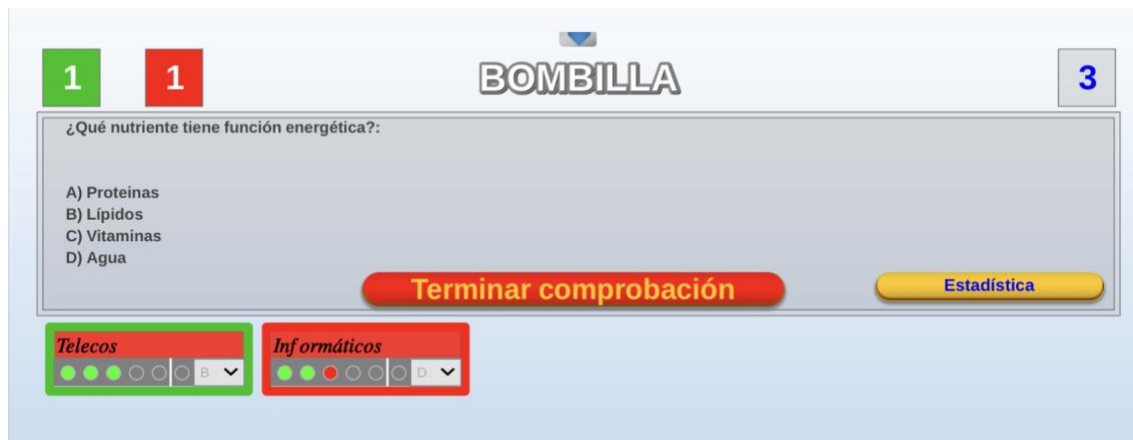 1
1
BOMBILLA
3
¿Qué nutriente tiene función energética?:
A) Proteinas
B) Lípidos
C) Vitaminas
D) Agua
Terminar comprobación
Estadística
Telecos
B
Informáticos
D